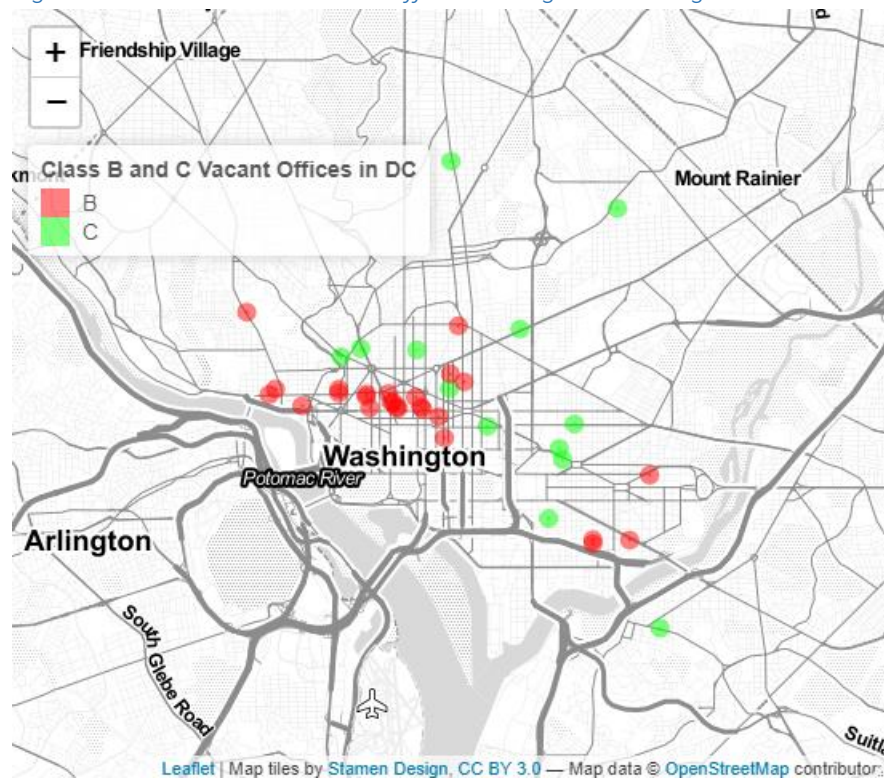 +
Friendship Village
−
Class B and C Vacant Offices in DC
B
C
Mount Rainier
Washington
Potomac River
Arlington
South Glebe Road
Leaflet | Map tiles by Stamen Design, CC BY 3.0 — Map data © OpenStreetMap contributor